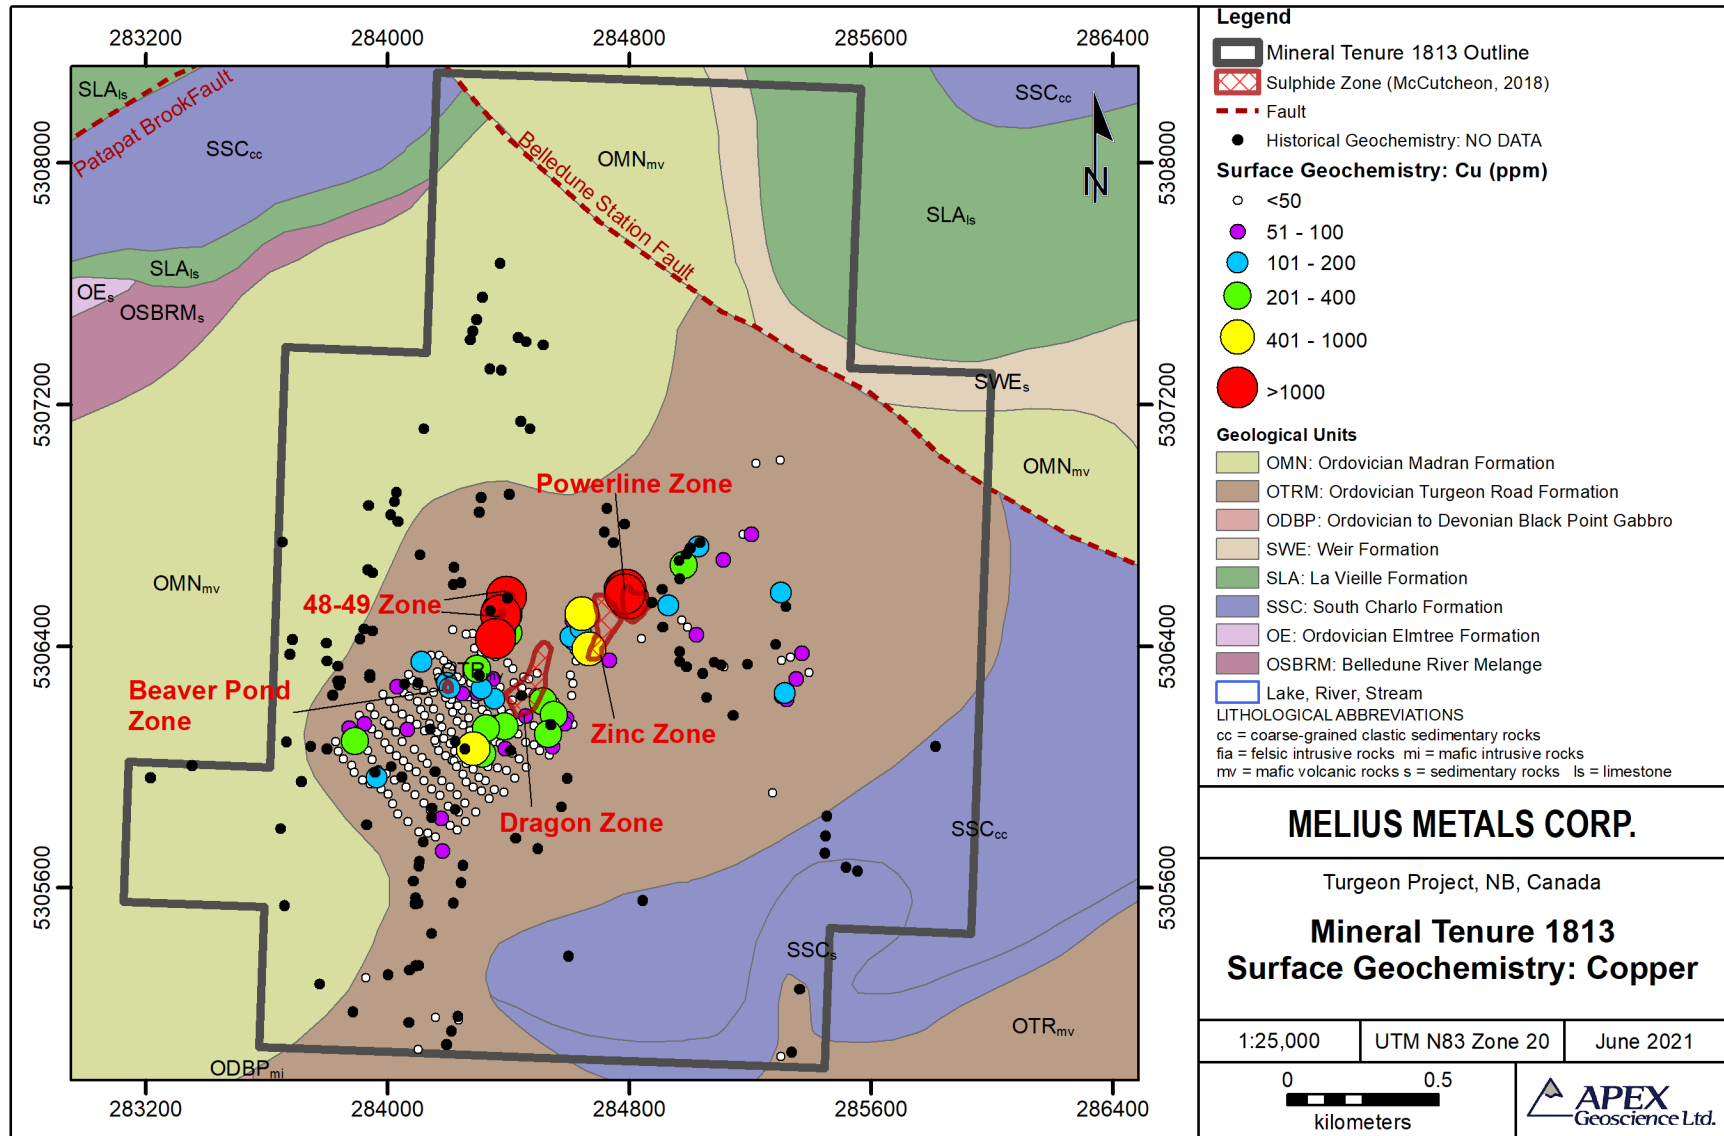 283200
284000
284800
285600
286400
5308000
5307200
5306400
5305600
SLAls
Patapat BrookFault
SSCcc
SLAls
OEs
OSBRMs
Belledune Station Fault
OMNmv
SSCcc
SLAls
SWEs
OMNmv
Powerline Zone
OMNmv
48-49 Zone
Beaver Pond
Zone
Zinc Zone
Dragon Zone
SSCcc
SSCs
OTRmv
ODBPmi
N
5308000
5307200
5306400
5305600
283200
284000
284800
285600
286400
Legend
Mineral Tenure 1813 Outline
Sulphide Zone (McCutcheon, 2018)
Fault
Historical Geochemistry: NO DATA
Surface Geochemistry: Cu (ppm)
<50
51 - 100
101 - 200
201 - 400
401 - 1000
>1000
Geological Units
OMN: Ordovician Madran Formation
OTRM: Ordovician Turgeon Road Formation
ODBP: Ordovician to Devonian Black Point Gabbro
SWE: Weir Formation
SLA: La Vieille Formation
SSC: South Charlo Formation
OE: Ordovician Elmtree Formation
OSBRM: Belledune River Melange
Lake, River, Stream
LITHOLOGICAL ABBREVIATIONS
cc = coarse-grained clastic sedimentary rocks
fia = felsic intrusive rocks mi = mafic intrusive rocks
mv = mafic volcanic rocks s = sedimentary rocks ls = limestone
MELIUS METALS CORP.
Turgeon Project, NB, Canada
Mineral Tenure 1813
Surface Geochemistry: Copper
1:25,000
UTM N83 Zone 20
June 2021
0 0.5
kilometers
APEX
Geoscience Ltd.